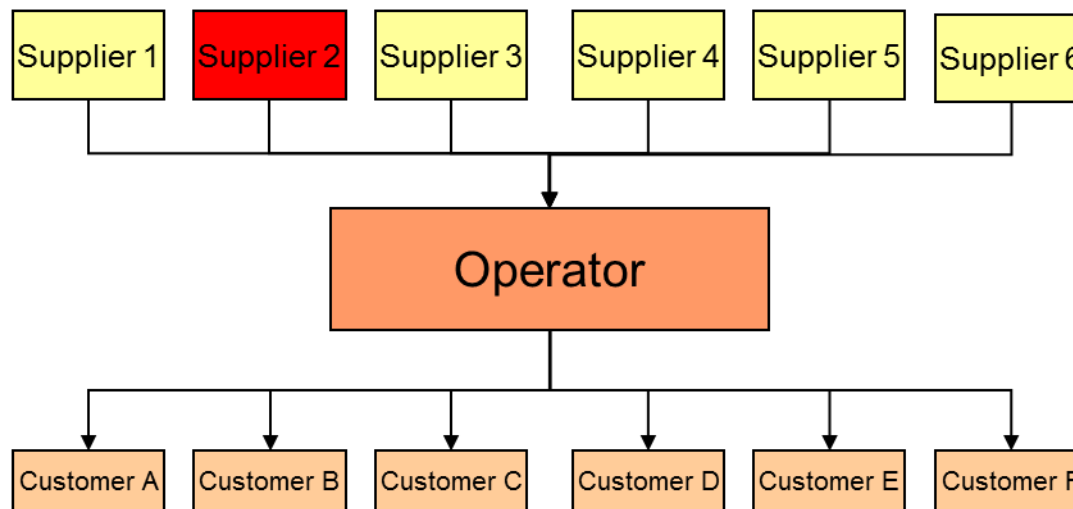 Supplier 1
Supplier 2
Supplier 3
Supplier 4
Supplier 5
Supplier 6
Operator
Customer A
Customer B
Customer C
Customer D
Customer E
Customer F